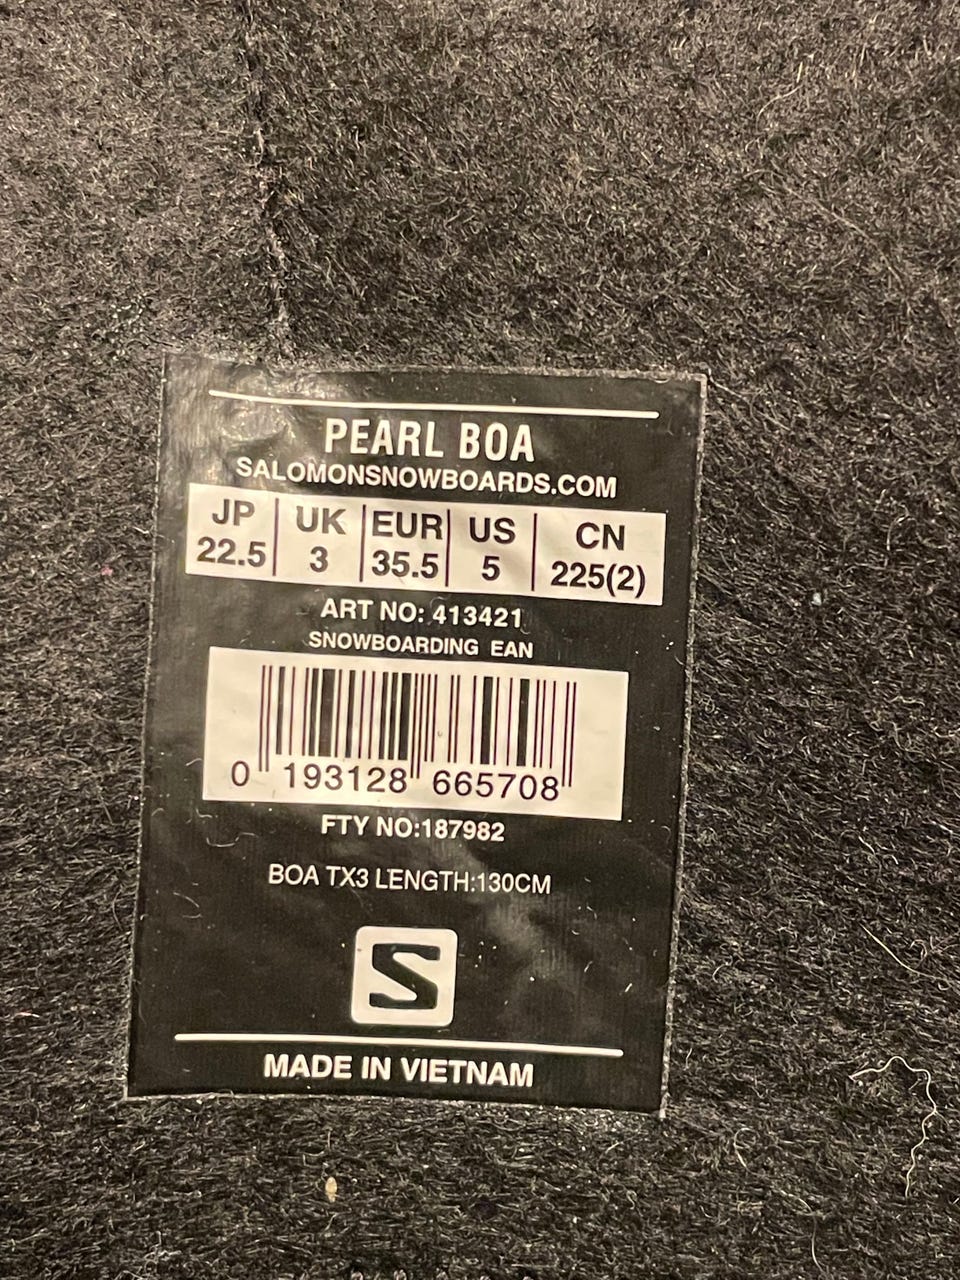 PEARL BOA
SALOMONSNOWBOARDS.COM
JP UK EUR US CN
22.5 3 35.5 5 225(2)
ART NO: 413421
SNOWBOARDING EAN
0 193128 665708
FTY NO:187982
BOA TX3 LENGTH:130CM
S
MADE IN VIETNAM